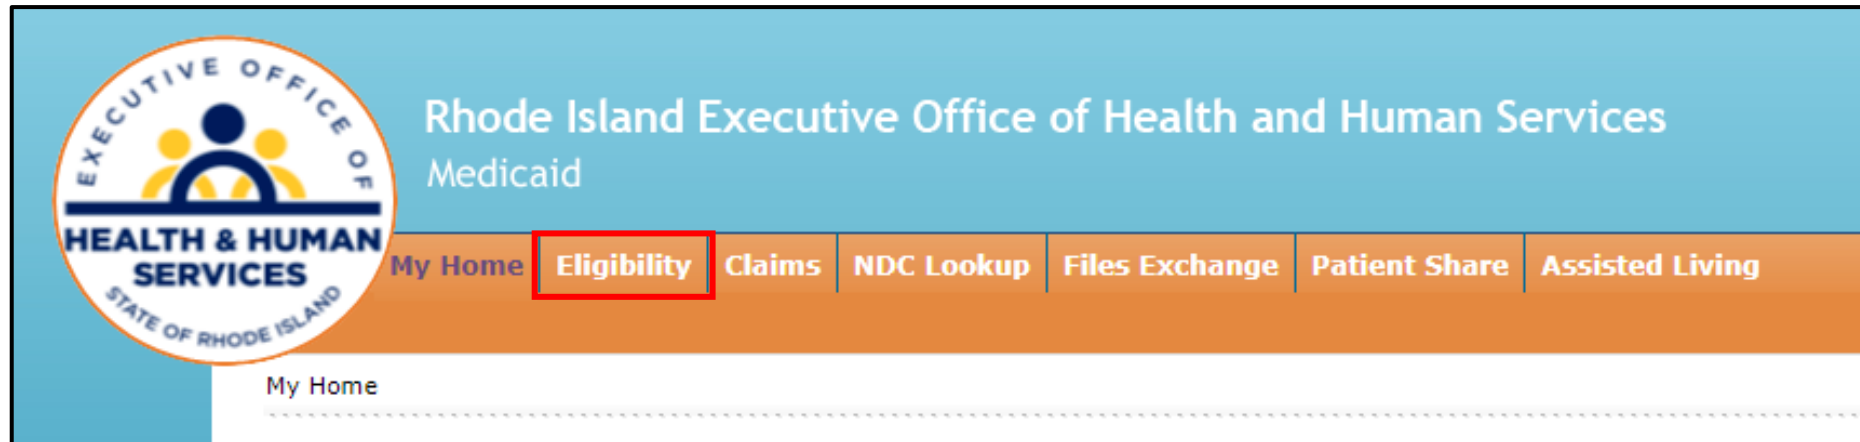 EXECUTIVE OFFICE OF
HEALTH & HUMAN
SERVICES
STATE OF RHODE ISLAND
Rhode Island Executive Office of Health and Human Services
Medicaid
My Home Eligibility Claims NDC Lookup Files Exchange Patient Share Assisted Living
My Home